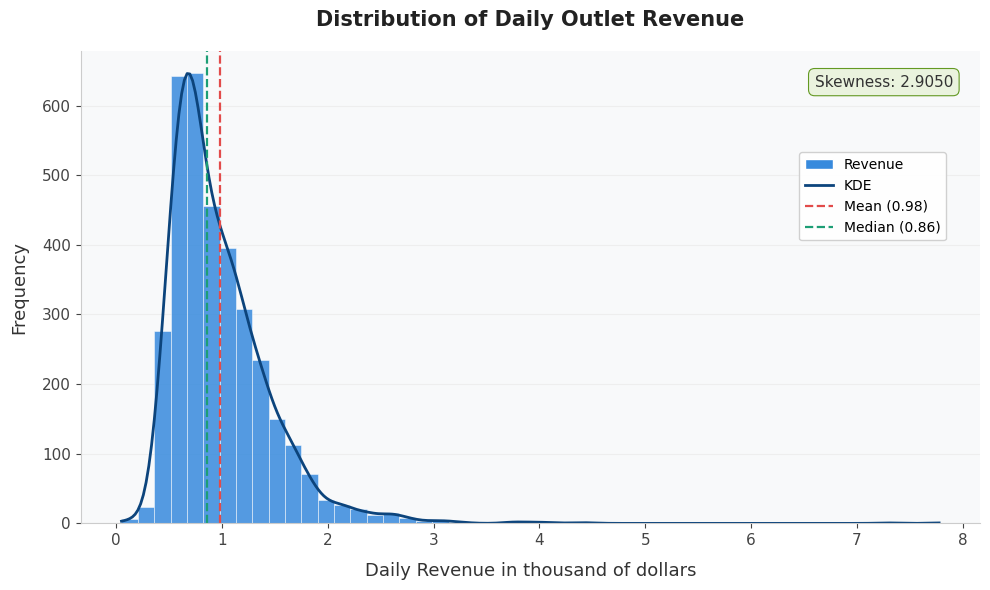 Distribution of Daily Outlet Revenue
Skewness: 2.9050
Revenue
KDE
Mean (0.98)
Median (0.86)
Frequency
600
500
400
300
200
100
0
0 1 2 3 4 5 6 7 8
Daily Revenue in thousand of dollars